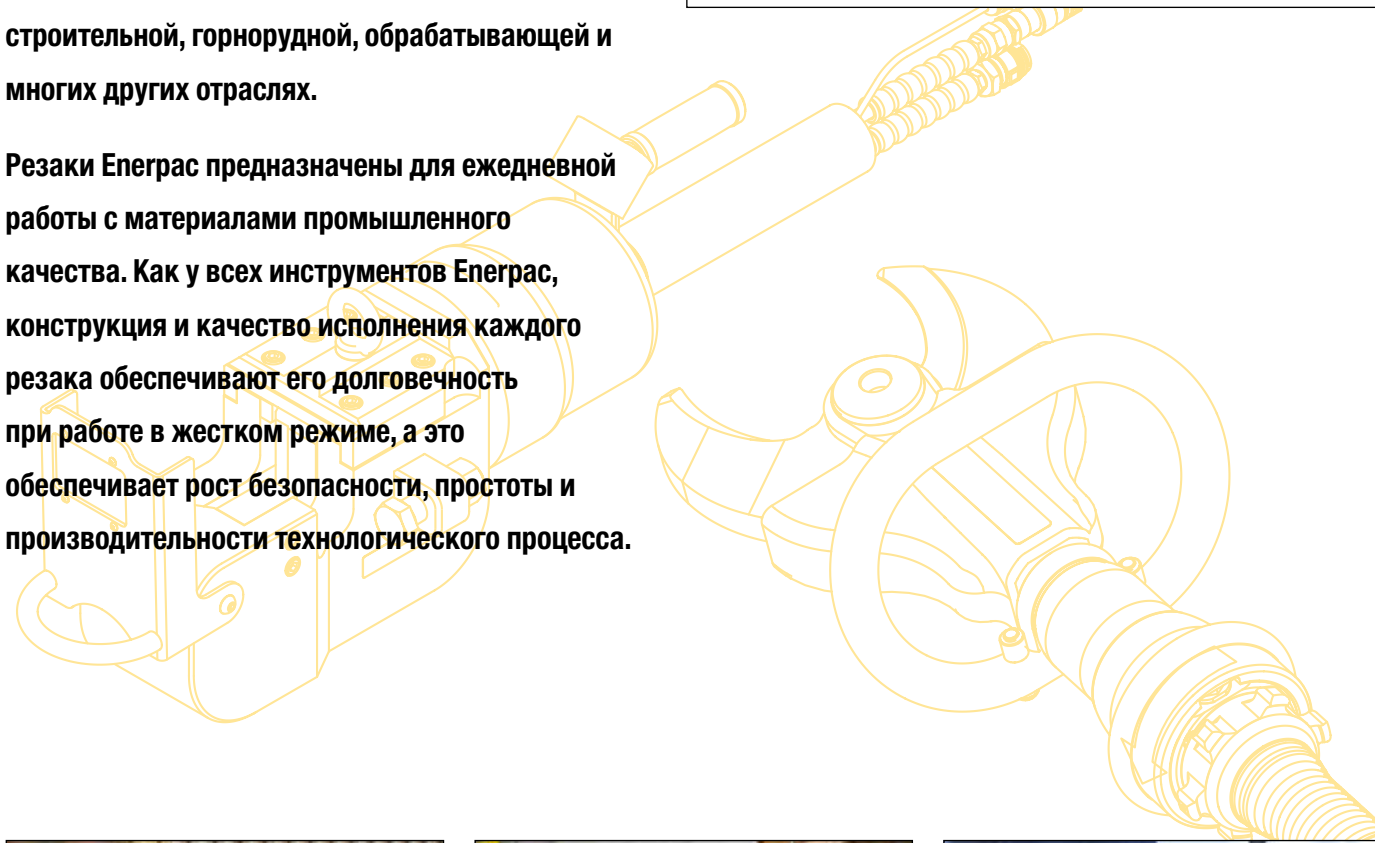 строительной, горнорудной, обрабатывающей и
многих других отраслях.
Резаки Enerpac предназначены для ежедневной
работы с материалами промышленного
качества. Как у всех инструментов Enerpac,
конструкция и качество исполнения каждого
резака обеспечивают его долговечность
при работе в жестком режиме, а это
обеспечивает рост безопасности, простоты и
производительности технологического процесса.